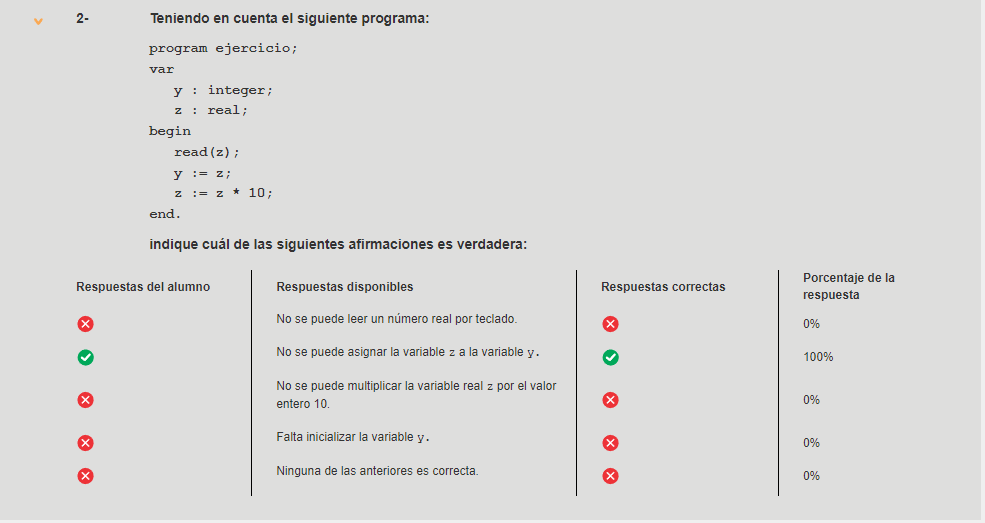 2- Teniendo en cuenta el siguiente programa:
program ejercicio;
var
y : integer;
z : real;
begin
read(z);
y := z;
z := z * 10;
end.
indique cuál de las siguientes afirmaciones es verdadera:
Respuestas del alumno Respuestas disponibles Respuestas correctas Porcentaje de la
respuesta
No se puede leer un número real por teclado. 0%
No se puede asignar la variable z a la variable y. 100%
No se puede multiplicar la variable real z por el valor
entero 10. 0%
Falta inicializar la variable y. 0%
Ninguna de las anteriores es correcta. 0%